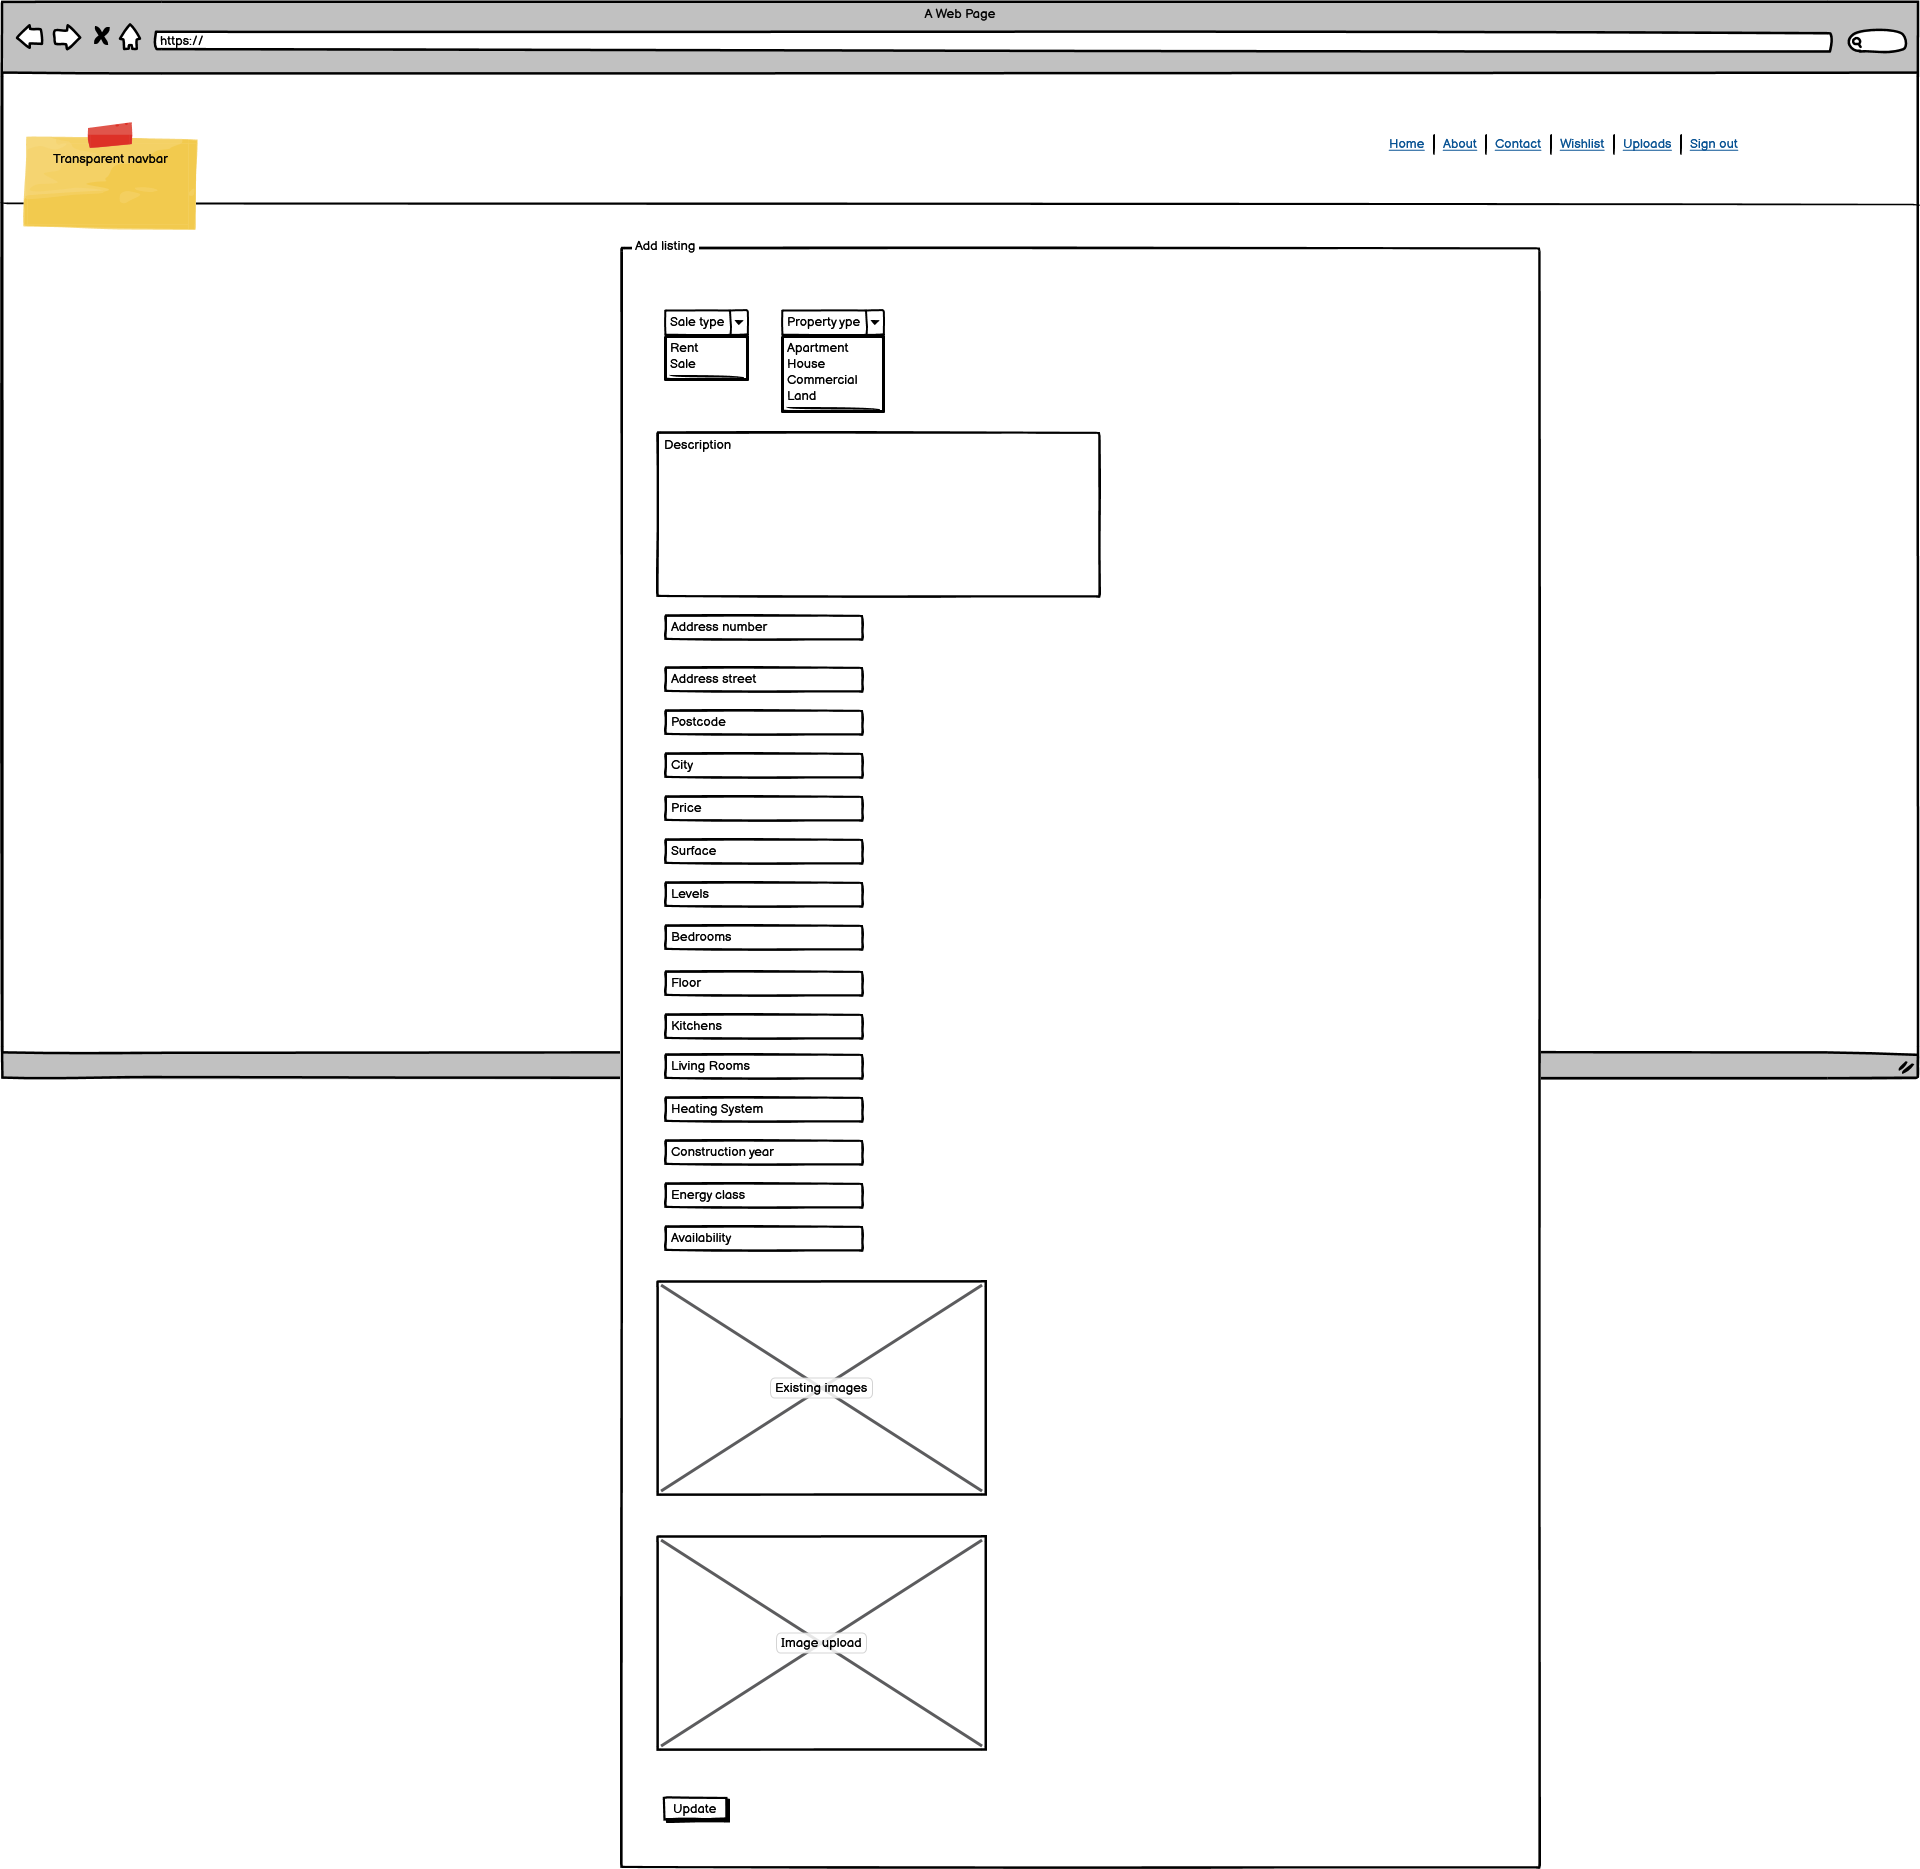 A Web Page
https://
Transparent navbar
Home About Contact Wishlist Uploads Sign out
Add listing
Sale type
Rent
Sale
Property ype
Apartment
House
Commercial
Land
Description
Address number
Address street
Postcode
City
Price
Surface
Levels
Bedrooms
Floor
Kitchens
Living Rooms
Heating System
Construction year
Energy class
Availability
Existing images
Image upload
Update